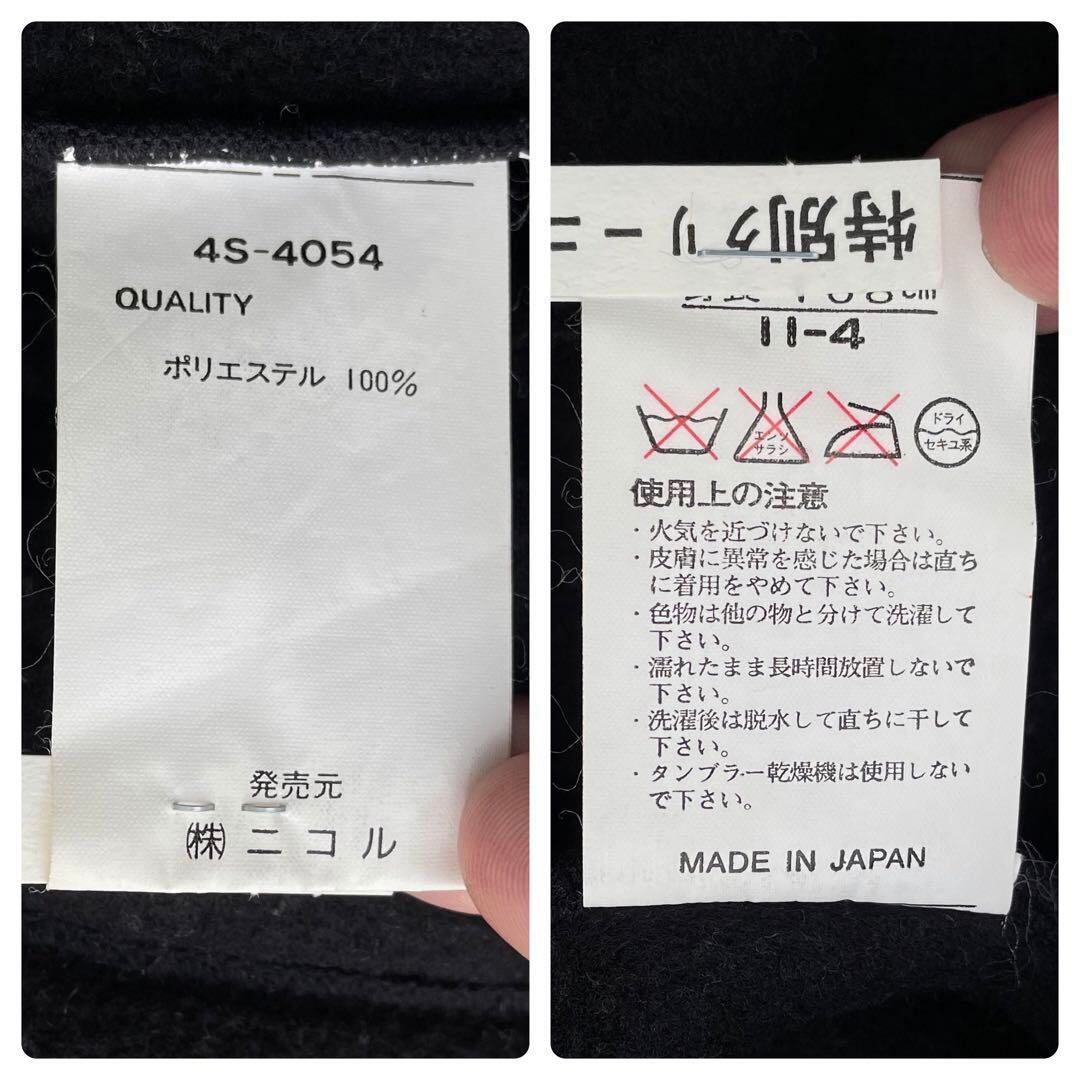 4S-4054
QUALITY
ポリエステル 100%
発売元
㈱ニコル
特別クリーニ
4-11
エンソ
サラシ
ドライ
セキユ系
使用上の注意
・火気を近づけないで下さい。
・皮膚に異常を感じた場合は直ち
に着用をやめて下さい。
・色物は他の物と分けて洗濯して
下さい。
・濡れたまま長時間放置しないで
下さい。
・洗濯後は脱水して直ちに干して
下さい。
・タンブラー乾燥機は使用しない
で下さい。
MADE IN JAPAN